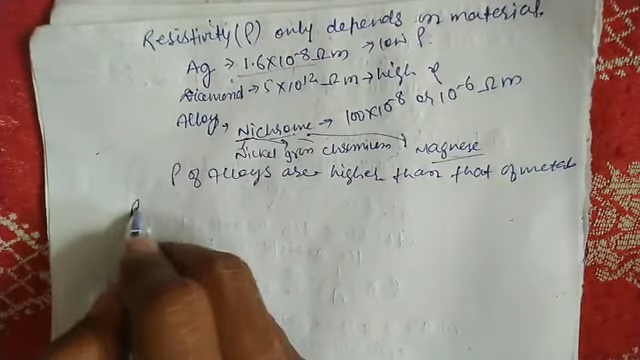 Resistivity (ρ) only depends on material.
Ag → 1.6×10-8 Ωm → low ρ.
Diamond → 5×10¹² Ωm → high ρ
Alloy → Nichrome → 100×10-8 or 10-6 Ωm
Nickel iron chromium + Magnese
ρ of Alloys are higher than that of metals